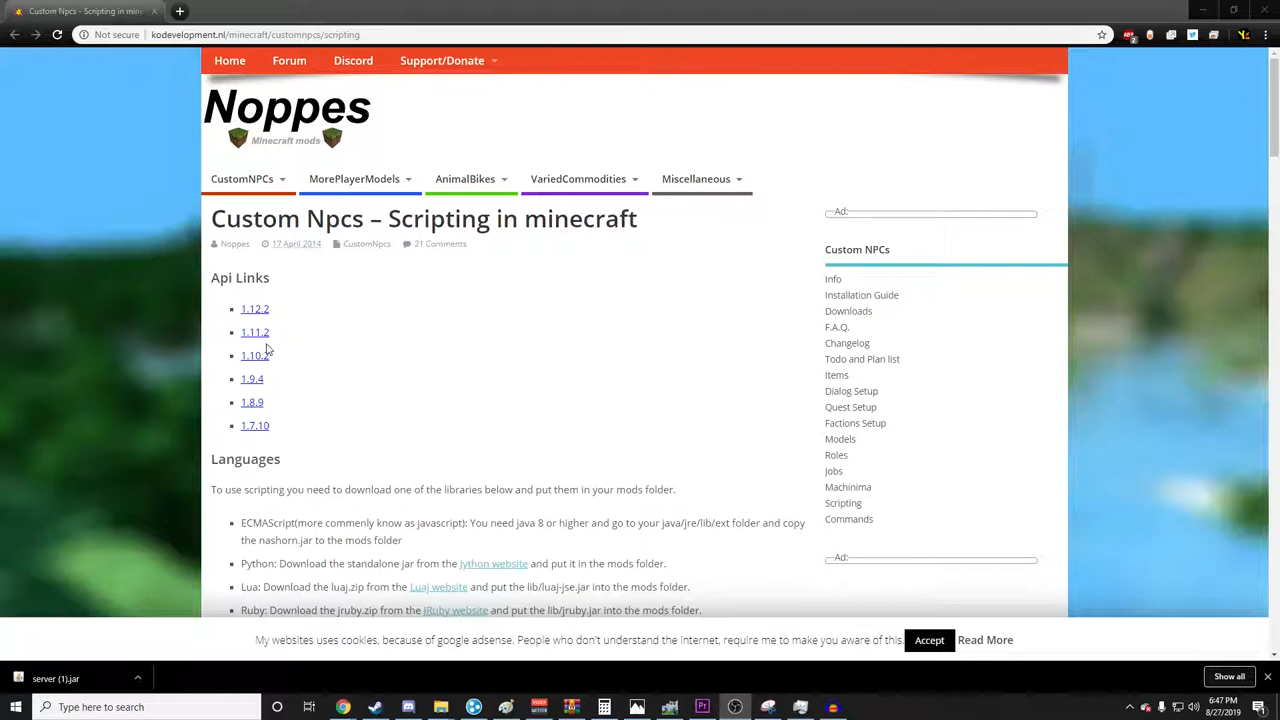 Custom Npcs – Scripting in mine
Not secure
kodevelopment.nl/minecraft/customnpcs/scripting
Home
Forum
Discord
Support/Donate
Noppes
Minecraft mods
CustomNPCs
MorePlayerModels
AnimalBikes
VariedCommodities
Miscellaneous
Custom Npcs – Scripting in minecraft
Noppes
17 April 2014
CustomNpcs
21 Comments
Api Links
1.12.2
1.11.2
1.10.2
1.9.4
1.8.9
1.7.10
Languages
To use scripting you need to download one of the libraries below and put them in your mods folder.
ECMAScript(more commonly know as javascript): You need java 8 or higher and go to your java/jre/lib/ext folder and copy
the nashorn.jar to the mods folder
Python: Download the standalone jar from the Jython website and put it in the mods folder.
Lua: Download the luaj.zip from the Luaj website and put the lib/luaj-jse.jar into the mods folder.
Ruby: Download the jruby.zip from the JRuby website and put the lib/jruby.jar into the mods folder.
Ad:
Custom NPCs
Info
Installation Guide
Downloads
F.A.Q.
Changelog
Todo and Plan list
Items
Dialog Setup
Quest Setup
Factions Setup
Models
Roles
Jobs
Machinima
Scripting
Commands
Ad:
My websites uses cookies, because of google adsense. People who don't understand the internet, require me to make you aware of this.
Accept
Read More
server (1).jar
Show all
Type here to search
6:47 PM
8/27/2019